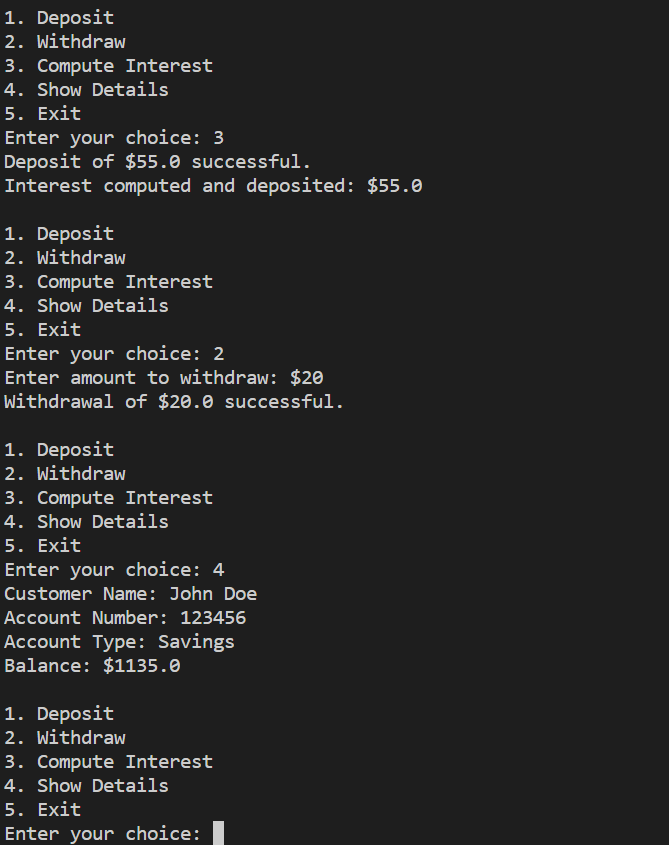 1. Deposit
2. Withdraw
3. Compute Interest
4. Show Details
5. Exit
Enter your choice: 3
Deposit of $55.0 successful.
Interest computed and deposited: $55.0
1. Deposit
2. Withdraw
3. Compute Interest
4. Show Details
5. Exit
Enter your choice: 2
Enter amount to withdraw: $20
Withdrawal of $20.0 successful.
1. Deposit
2. Withdraw
3. Compute Interest
4. Show Details
5. Exit
Enter your choice: 4
Customer Name: John Doe
Account Number: 123456
Account Type: Savings
Balance: $1135.0
1. Deposit
2. Withdraw
3. Compute Interest
4. Show Details
5. Exit
Enter your choice: